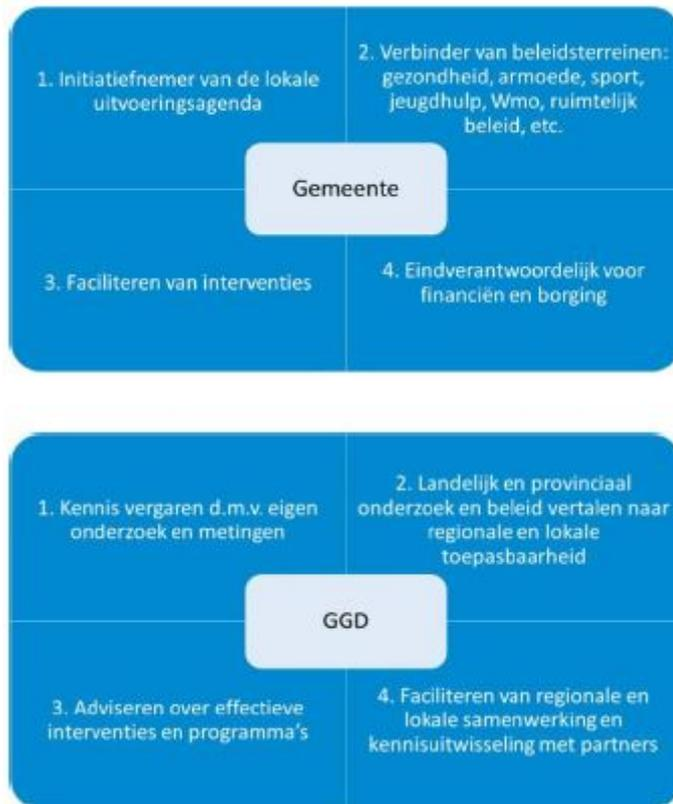 1. Initiatiefnemer van de lokale
uitvoeringsagenda
2. Verbinder van beleidsterreinen:
gezondheid, armoede, sport,
jeugdhulp, Wmo, ruimtelijk
beleid, etc.
Gemeente
3. Faciliteren van interventies
4. Eindverantwoordelijk voor
financiën en borging
1. Kennis vergaren d.m.v. eigen
onderzoek en metingen
2. Landelijk en provinciaal
onderzoek en beleid vertalen naar
regionale en lokale
toepasbaarheid
GGD
3. Adviseren over effectieve
interventies en programma's
4. Faciliteren van regionale en
lokale samenwerking en
kennisuitwisseling met partners